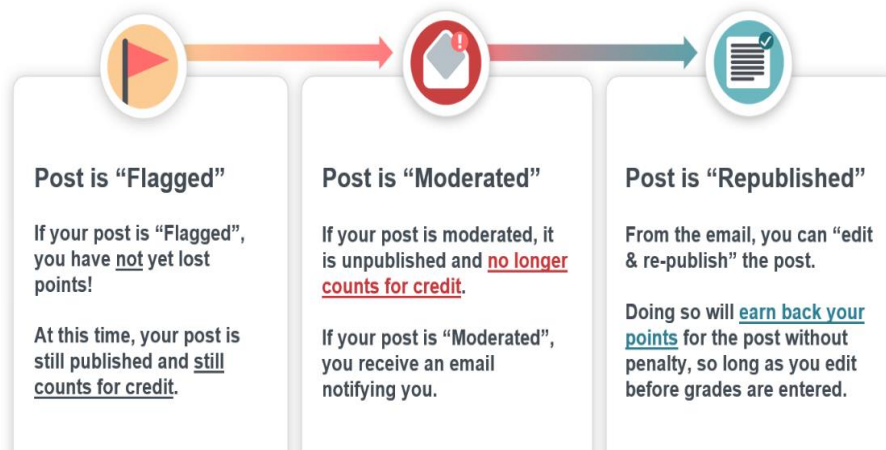 Post is “Flagged”
If your post is “Flagged”,
you have not yet lost
points!
At this time, your post is
still published and still
counts for credit.
Post is “Moderated”
If your post is moderated, it
is unpublished and no longer
counts for credit.
If your post is “Moderated”,
you receive an email
notifying you.
Post is “Republished”
From the email, you can “edit
& re-publish” the post.
Doing so will earn back your
points for the post without
penalty, so long as you edit
before grades are entered.